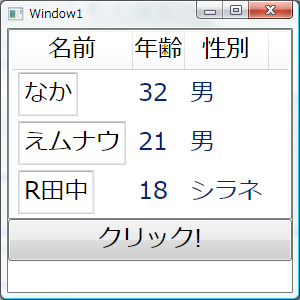 Window1
名前 年齢 性別
なか 32 男
えムナウ 21 男
R田中 18 シラネ
クリック!